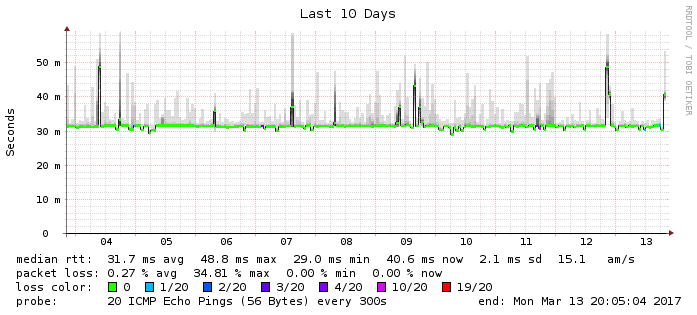 Last 10 Days
RRDTOOL / TOBI OETIKER
Seconds
50 m
40 m
30 m
20 m
10 m
0
04 05 06 07 08 09 10 11 12 13
median rtt: 31.7 ms avg 48.8 ms max 29.0 ms min 40.6 ms now 2.1 ms sd 15.1 am/s
packet loss: 0.27 % avg 34.81 % max 0.00 % min 0.00 % now
loss color: 0 1/20 2/20 3/20 4/20 10/20 19/20
probe: 20 ICMP Echo Pings (56 Bytes) every 300s end: Mon Mar 13 20:05:04 2017